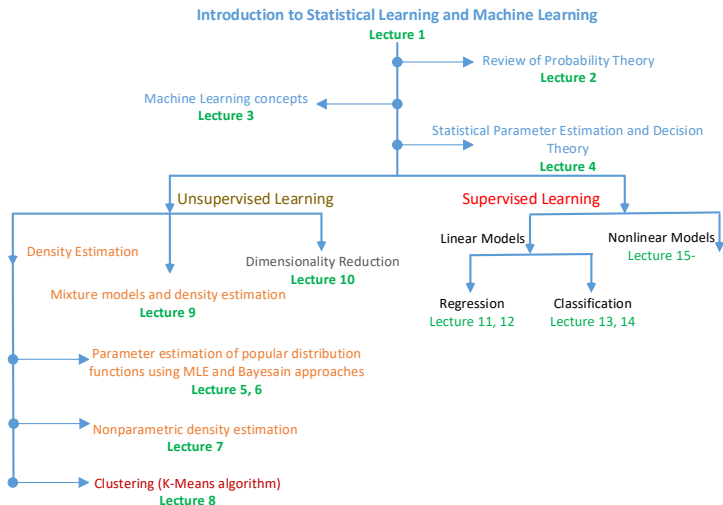 Introduction to Statistical Learning and Machine Learning
Lecture 1
Review of Probability Theory
Lecture 2
Machine Learning concepts
Lecture 3
Statistical Parameter Estimation and Decision
Theory
Lecture 4
Unsupervised Learning
Supervised Learning
Density Estimation
Mixture models and density estimation
Lecture 9
Dimensionality Reduction
Lecture 10
Linear Models
Nonlinear Models
Lecture 15-
Regression
Lecture 11, 12
Classification
Lecture 13, 14
Parameter estimation of popular distribution
functions using MLE and Bayesain approaches
Lecture 5, 6
Nonparametric density estimation
Lecture 7
Clustering (K-Means algorithm)
Lecture 8